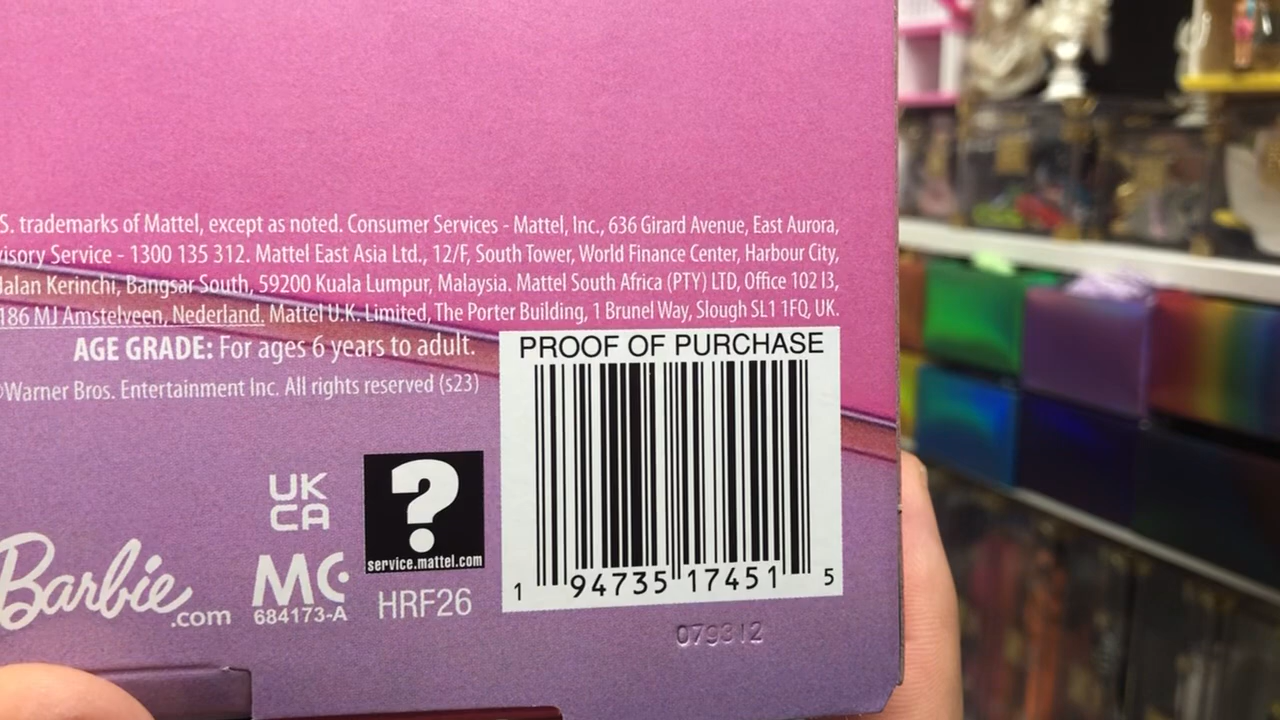 S. trademarks of Mattel, except as noted. Consumer Services - Mattel, Inc., 636 Girard Avenue, East Aurora,
visory Service - 1300 135 312. Mattel East Asia Ltd., 12/F, South Tower, World Finance Center, Harbour City,
Jalan Kerinchi, Bangsar South, 59200 Kuala Lumpur, Malaysia. Mattel South Africa (PTY) LTD, Office 102 I3,
186 MJ Amstelveen, Nederland. Mattel U.K. Limited, The Porter Building, 1 Brunel Way, Slough SL1 1FQ, UK.
AGE GRADE: For ages 6 years to adult.
©Warner Bros. Entertainment Inc. All rights reserved (s23)
PROOF OF PURCHASE
1 94735 17451 5
UK
CA
service.mattel.com
Barbie.com
MC
684173-A
HRF26
079312